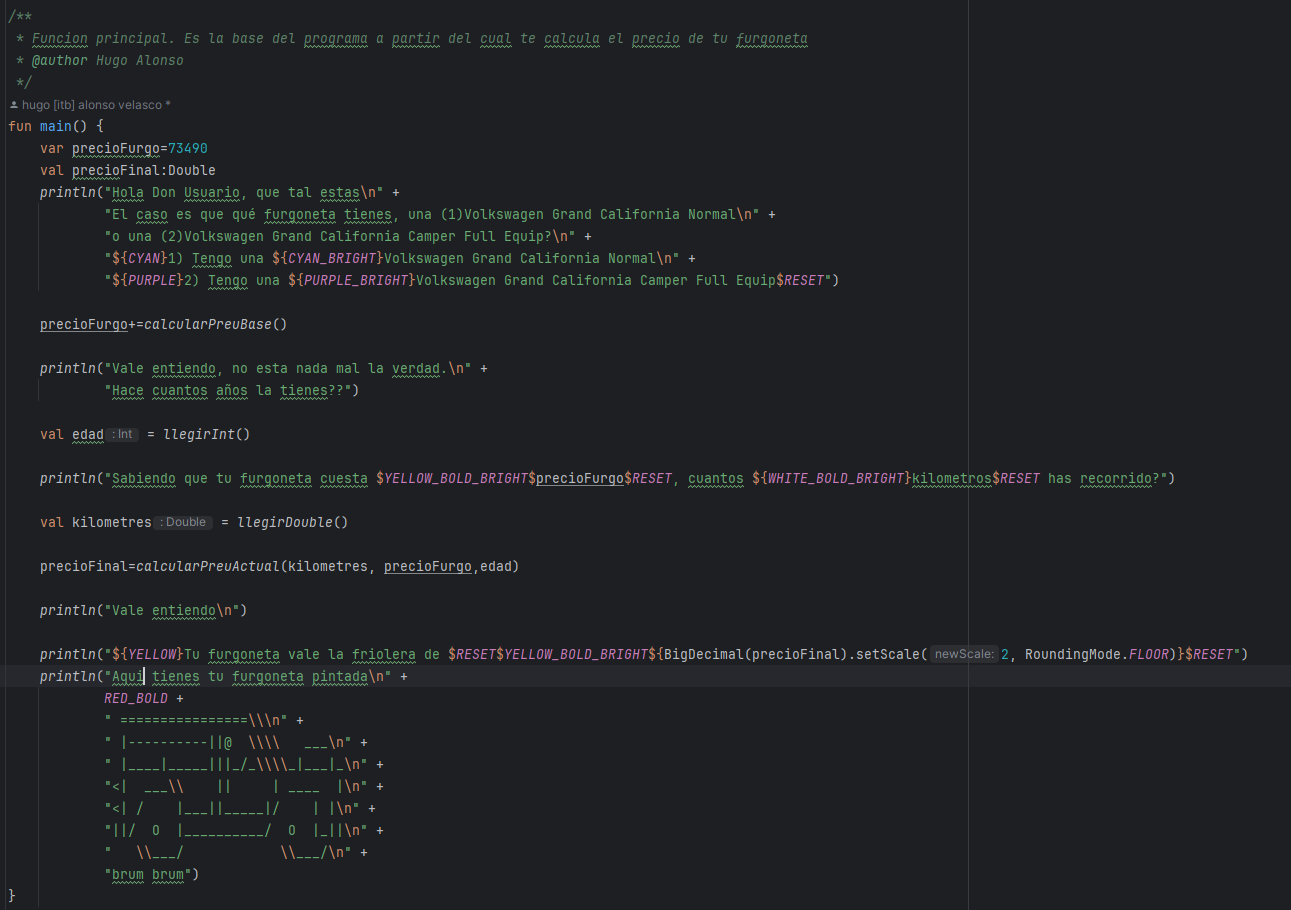 /**
 * Funcion principal. Es la base del programa a partir del cual te calcula el precio de tu furgoneta
 * @author Hugo Alonso
 */
hugo [itb] alonso velasco *
fun main() {
    var precioFurgo=73490
    val precioFinal:Double
    println("Hola Don Usuario, que tal estas\n" +
            "El caso es que qué furgoneta tienes, una (1)Volkswagen Grand California Normal\n" +
            "o una (2)Volkswagen Grand California Camper Full Equip?\n" +
            "${CYAN}1) Tengo una ${CYAN_BRIGHT}Volkswagen Grand California Normal\n" +
            "${PURPLE}2) Tengo una ${PURPLE_BRIGHT}Volkswagen Grand California Camper Full Equip$RESET")
    precioFurgo+=calcularPreuBase()
    println("Vale entiendo, no esta nada mal la verdad.\n" +
            "Hace cuantos años la tienes??")
    val edad : Int = llegirInt()
    println("Sabiendo que tu furgoneta cuesta $YELLOW_BOLD_BRIGHT$precioFurgo$RESET, cuantos ${WHITE_BOLD_BRIGHT}kilometros$RESET has recorrido?")
    val kilometres : Double = llegirDouble()
    precioFinal=calcularPreuActual(kilometres, precioFurgo,edad)
    println("Vale entiendo\n")
    println("${YELLOW}Tu furgoneta vale la friolera de $RESET$YELLOW_BOLD_BRIGHT${BigDecimal(precioFinal).setScale( newScale: 2, RoundingMode.FLOOR)}$RESET")
    println("Aqui tienes tu furgoneta pintada\n" +
            RED_BOLD +
            " ================\\\n" +
            " |----------||@  \\\\   ___\n" +
            " |____|_____|||_/_\\\\_|___|_\n" +
            "<|  ___\\    ||     | ____  |\n" +
            "<| /    |___||_____|/    | |\n" +
            "||/  O  |__________/  O  |_||\n" +
            "   \\___/            \\___/\n" +
            "brum brum")
}